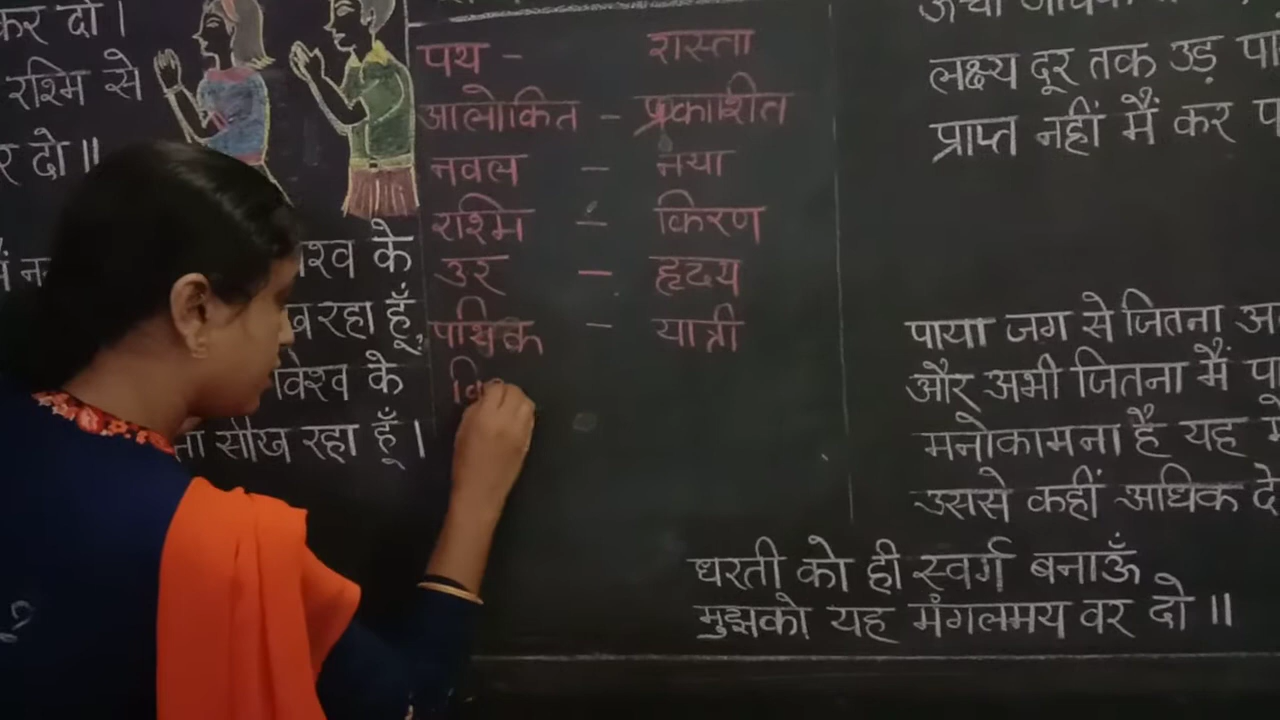 कर दो।
रश्मि से
र दो॥
के
रहा हूँ,
विश्व के
सीख रहा हूँ।
पथ - रास्ता
आलोकित - प्रकाशित
नवल - नया
रश्मि - किरण
उर - हृदय
पथिक - यात्री
वि
लक्ष्य दूर तक उड़
प्राप्त नहीं मैं कर
पाया जग से जितना
और अभी जितना मैं
मनोकामना है यह
उससे कहीं अधिक
धरती को ही स्वर्ग बनाऊँ
मुझको यह मंगलमय वर दो॥